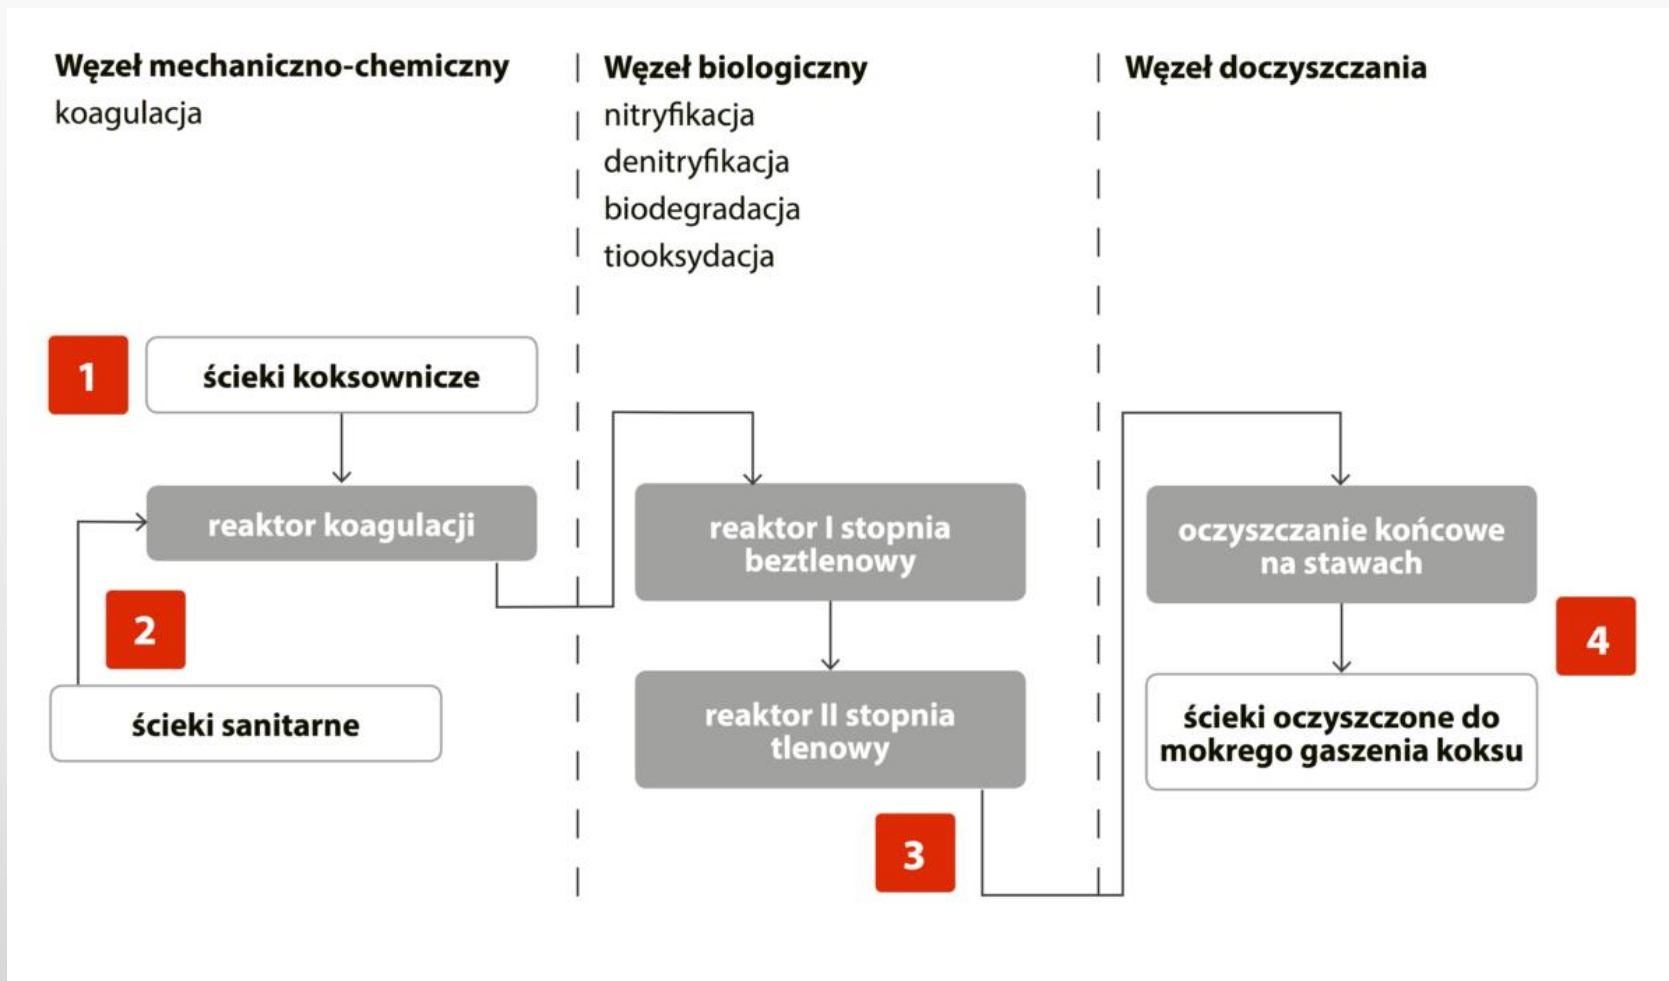 Węzeł mechaniczno-chemiczny
koagulacja
Węzeł biologiczny
nitryfikacja
denitryfikacja
biodegradacja
tiooksydacja
Węzeł doczyszczania
1
ścieki koksownicze
reaktor koagulacji
2
ścieki sanitarne
reaktor I stopnia
beztlenowy
reaktor II stopnia
tlenowy
3
oczyszczanie końcowe
na stawach
4
ścieki oczyszczone do
mokrego gaszenia koksu